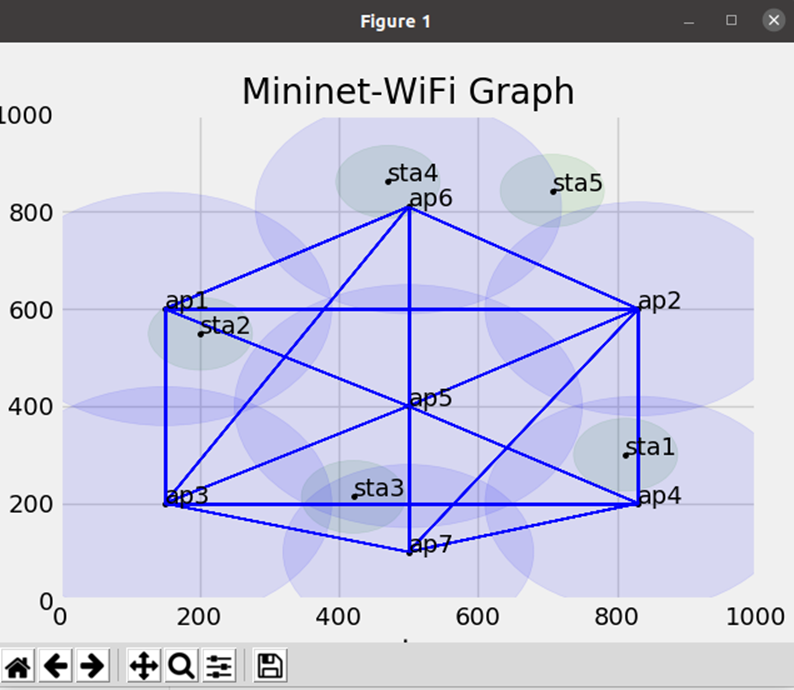 Figure 1
Mininet-WiFi Graph
1000
sta4
sta5
ap6
800
ap1
ap2
600
sta2
ap5
400
sta1
sta3
ap3
ap4
200
ap7
0
0 200 400 600 800 1000